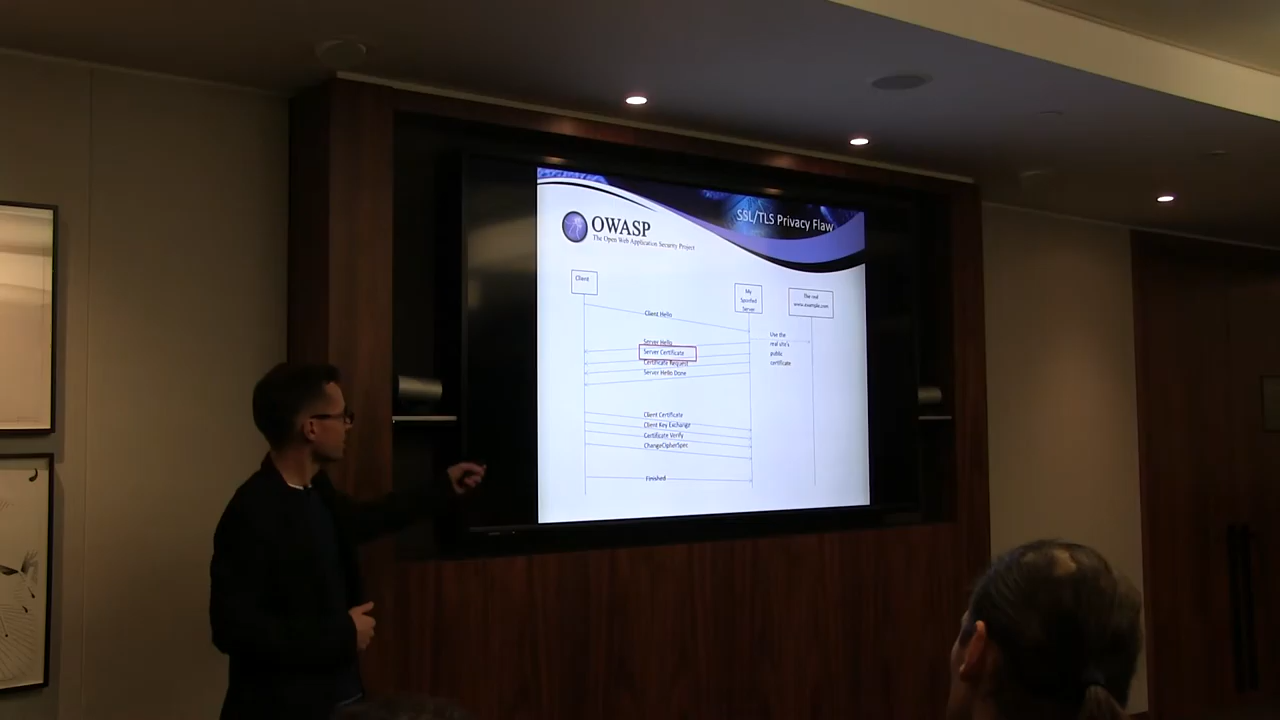 SSL/TLS Privacy Flaw
OWASP
The Open Web Application Security Project
Client
My
Spoofed
Server
The real
www.example.com
Client Hello
Use the
real site's
public
certificate
Server Hello
Server Certificate
Certificate Request
Server Hello Done
Client Certificate
Client Key Exchange
Certificate Verify
ChangeCipherSpec
Finished